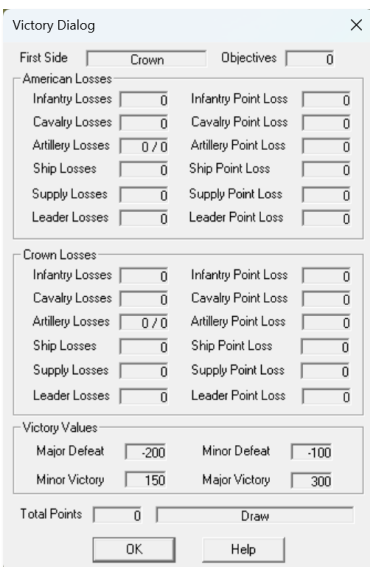 Victory Dialog
First Side Crown Objectives 0
American Losses
Infantry Losses 0 Infantry Point Loss 0
Cavalry Losses 0 Cavalry Point Loss 0
Artillery Losses 0 / 0 Artillery Point Loss 0
Ship Losses 0 Ship Point Loss 0
Supply Losses 0 Supply Point Loss 0
Leader Losses 0 Leader Point Loss 0
Crown Losses
Infantry Losses 0 Infantry Point Loss 0
Cavalry Losses 0 Cavalry Point Loss 0
Artillery Losses 0 / 0 Artillery Point Loss 0
Ship Losses 0 Ship Point Loss 0
Supply Losses 0 Supply Point Loss 0
Leader Losses 0 Leader Point Loss 0
Victory Values
Major Defeat -200 Minor Defeat -100
Minor Victory 150 Major Victory 300
Total Points 0 Draw
OK Help